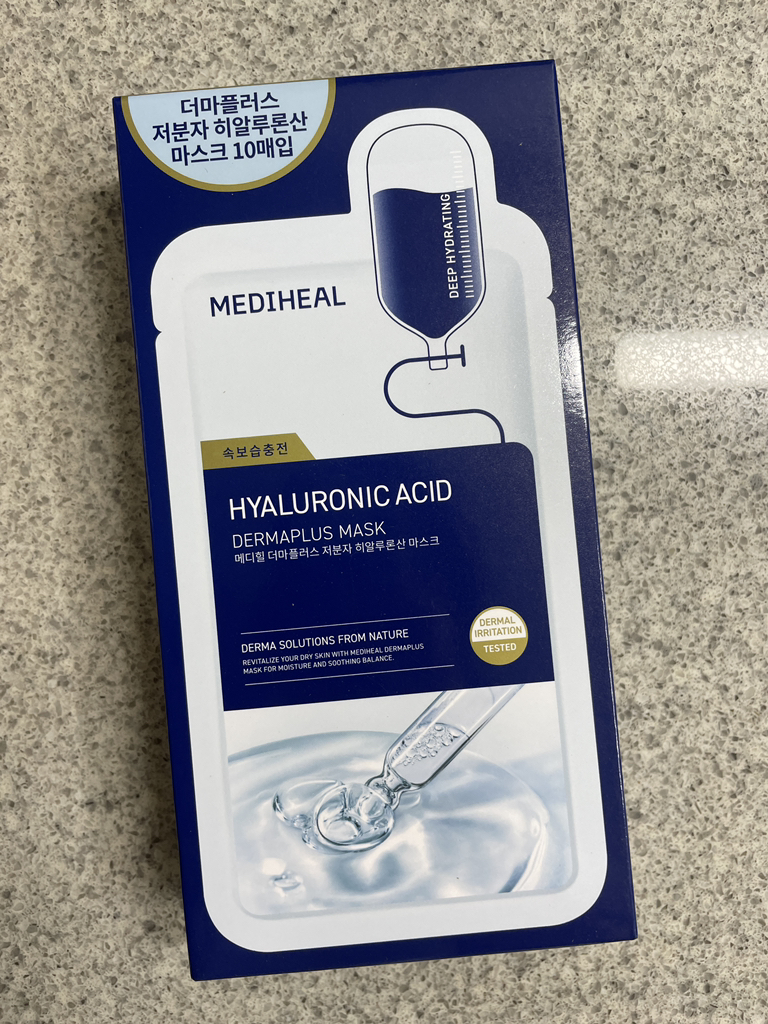 더마플러스
저분자 히알루론산
마스크 10매입
DEEP HYDRATING
MEDIHEAL
속보습충전
HYALURONIC ACID
DERMAPLUS MASK
메디힐 더마플러스 저분자 히알루론산 마스크
DERMA SOLUTIONS FROM NATURE
REVITALIZE YOUR DRY SKIN WITH MEDIHEAL DERMAPLUS
MASK FOR MOISTURE AND SOOTHING BALANCE.
DERMAL
IRRITATION
TESTED